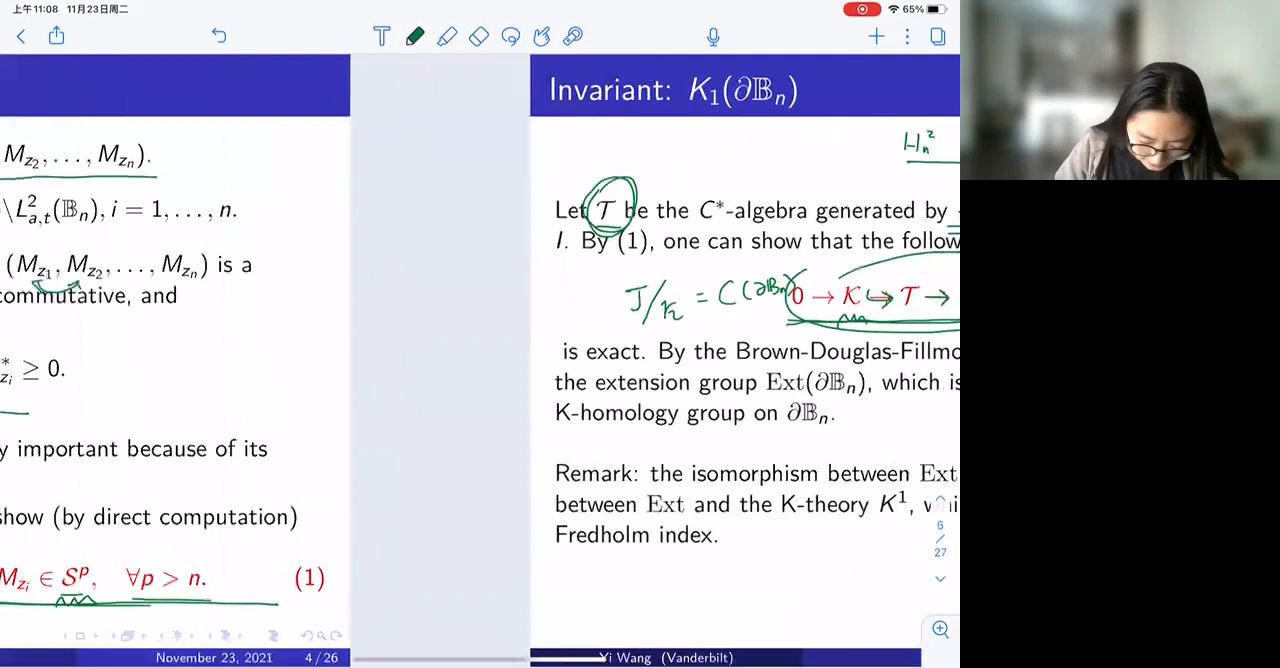 上午11:08 11月23日周二
65%
M_{z_2}, . . . , M_{z_n}).
\L^2_{a,t}(𝔹_n), i = 1, . . . , n.
(M_{z_1}, M_{z_2}, . . . , M_{z_n}) is a
commutative, and
^*_{z_i} ≥ 0.
y important because of its
show (by direct computation)
M_{z_i} ∈ S^p, ∀p > n. (1)
November 23, 2021 4 / 26
Invariant: K_1(∂𝔹_n)
H_n^2
Let T be the C*-algebra generated by
I. By (1), one can show that the follow
T/K = C(∂𝔹_n) 0 → K ↪ T →
is exact. By the Brown-Douglas-Fillmo
the extension group Ext(∂𝔹_n), which is
K-homology group on ∂𝔹_n.
Remark: the isomorphism between Ext
between Ext and the K-theory K^1, whi
Fredholm index.
6
/
27
Yi Wang (Vanderbilt)